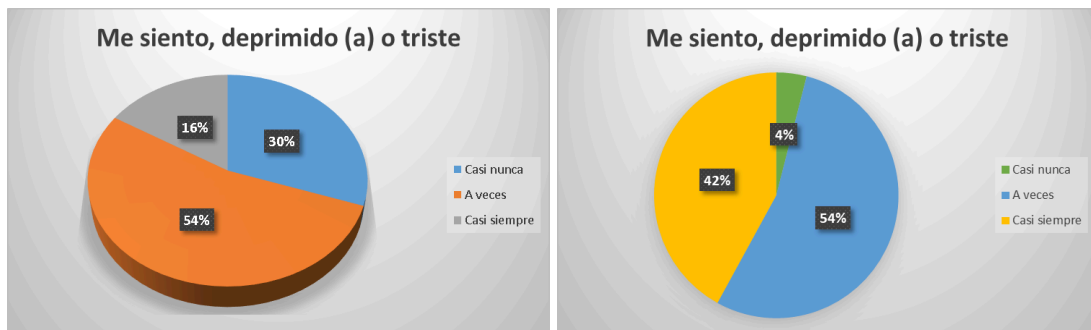 Me siento, deprimido (a) o triste
16%
30%
54%
Casi nunca
A veces
Casi siempre
Me siento, deprimido (a) o triste
4%
42%
54%
Casi nunca
A veces
Casi siempre